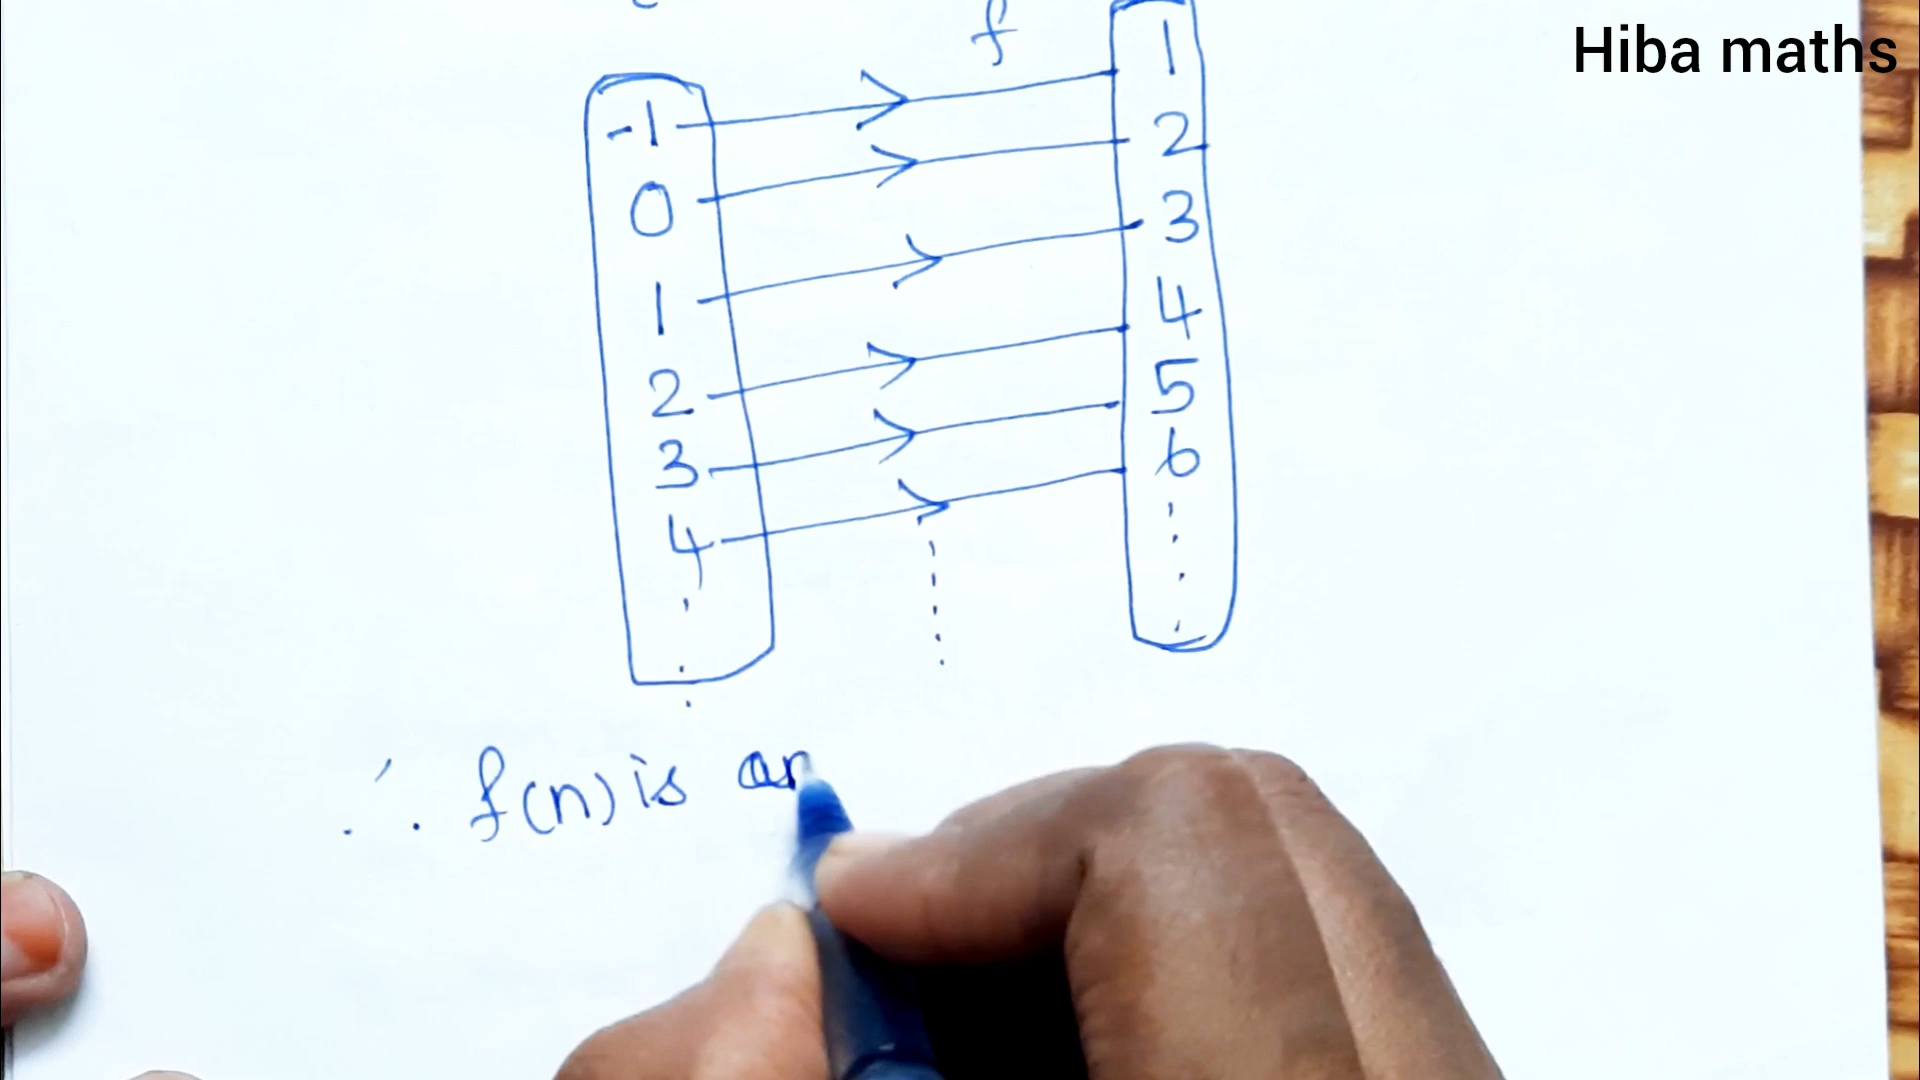 Hiba maths
f
-1 1
0 2
1 3
2 4
3 5
4 6
∴ f(n) is an